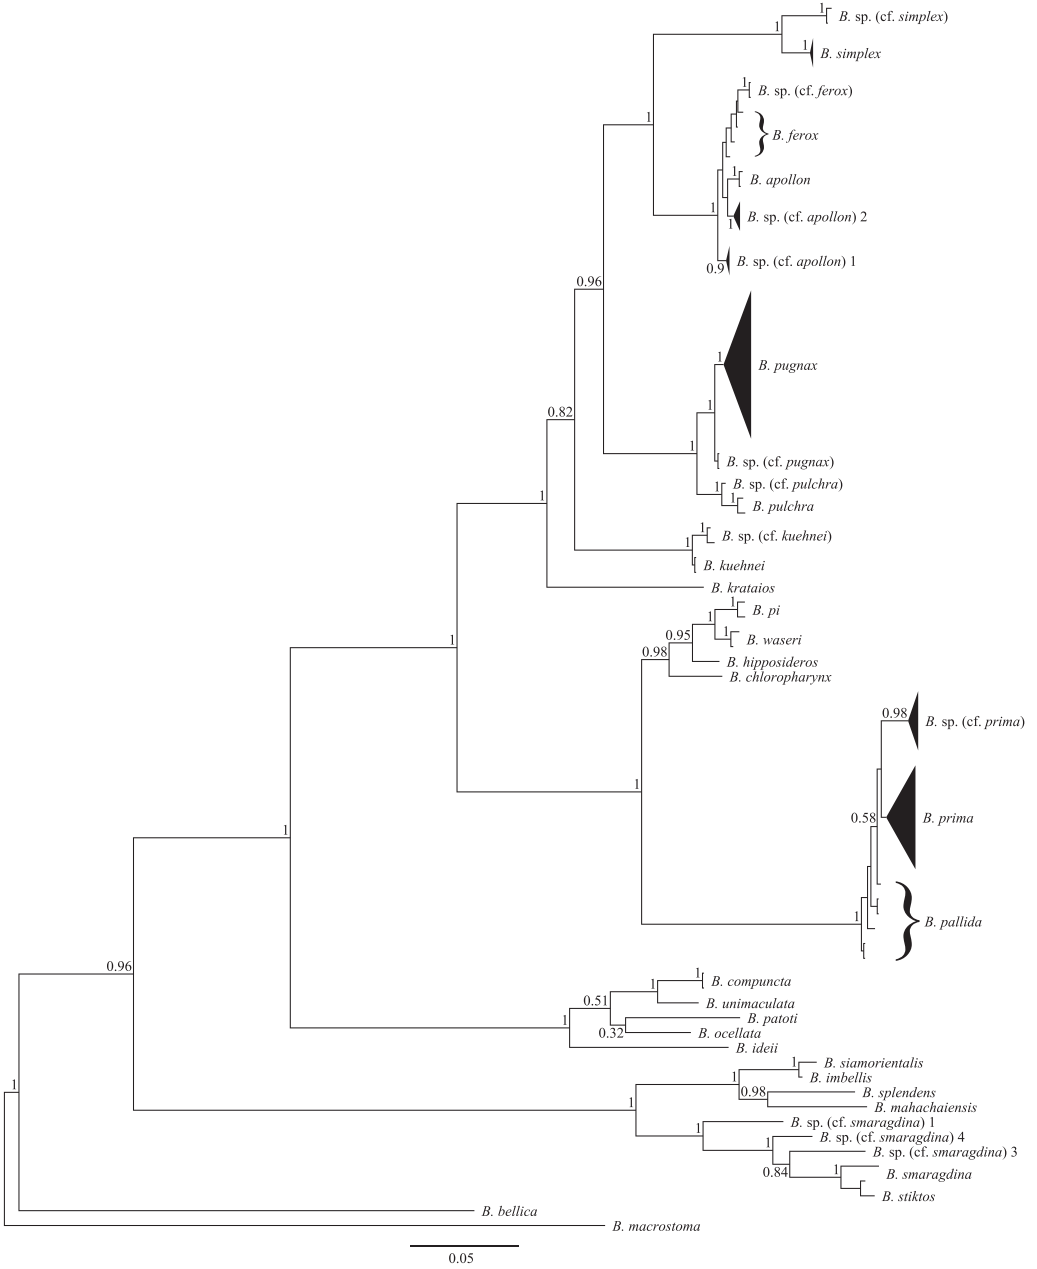 1
B. sp. (cf. simplex)
1
1
B. simplex
1
B. sp. (cf. ferox)
1
} B. ferox
1
B. apollon
1
B. sp. (cf. apollon) 2
1
0.9
B. sp. (cf. apollon) 1
0.96
1
B. pugnax
1
0.82
1
B. sp. (cf. pugnax)
1
B. sp. (cf. pulchra)
1
B. pulchra
1
1
B. sp. (cf. kuehnei)
1
B. kuehnei
B. krataios
1
B. pi
1
1
B. waseri
0.95
0.98
B. hipposideros
B. chloropharynx
1
0.98
B. sp. (cf. prima)
1
0.58
B. prima
1
1
} B. pallida
0.96
1
B. compuncta
1
0.51
B. unimaculata
1
B. patoti
0.32
B. ocellata
B. ideii
1
B. siamorientalis
1
B. imbellis
0.98
B. splendens
1
B. mahachaiensis
1
B. sp. (cf. smaragdina) 1
1
B. sp. (cf. smaragdina) 4
B. sp. (cf. smaragdina) 3
0.84
1
B. smaragdina
B. stiktos
1
B. bellica
B. macrostoma
0.05